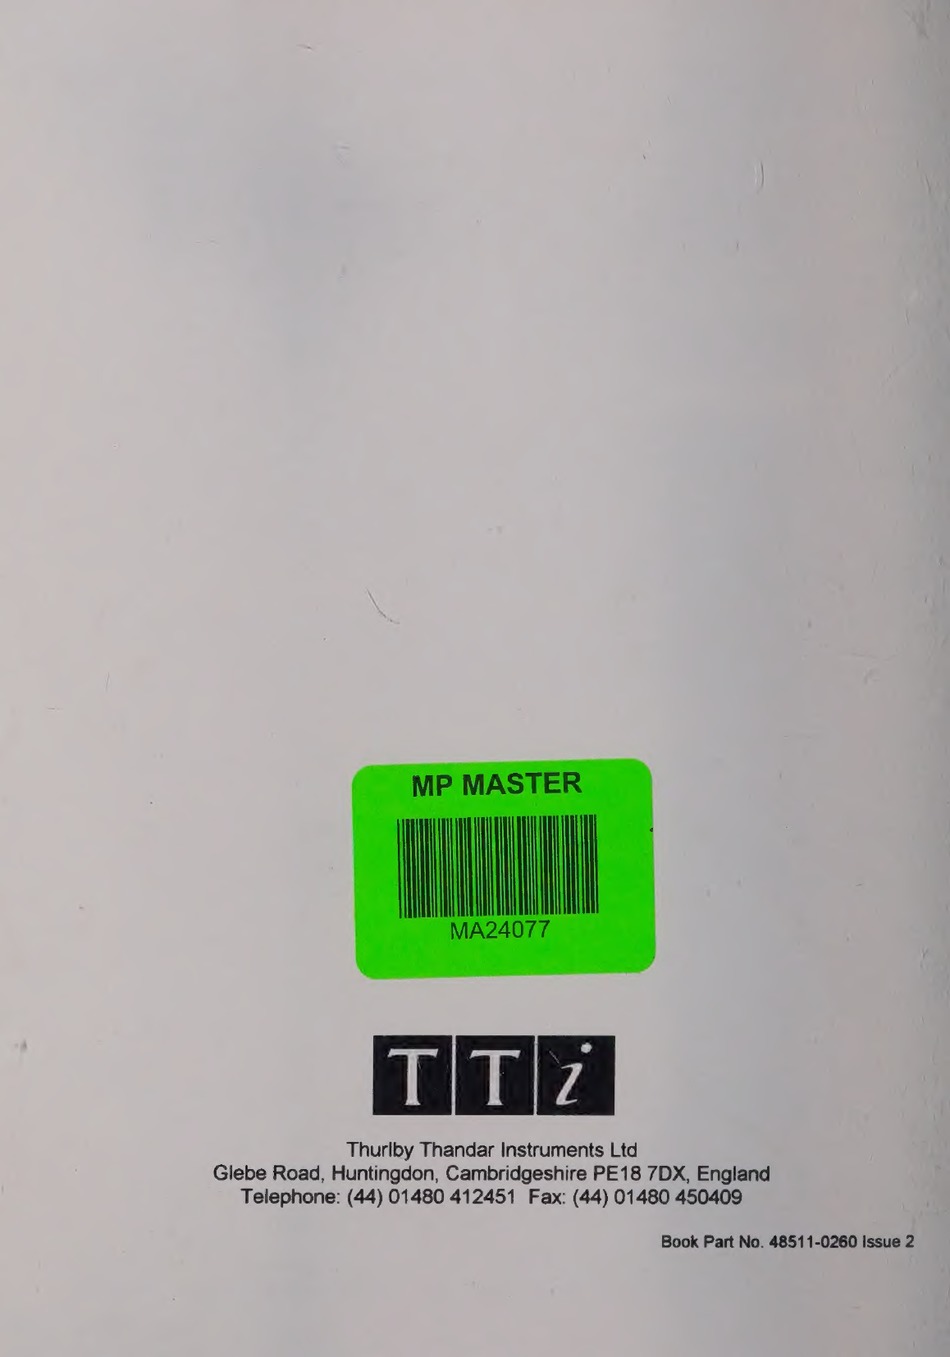 MP MASTER
MA24077
TTi
Thurlby Thandar Instruments Ltd
Glebe Road, Huntingdon, Cambridgeshire PE18 7DX, England
Telephone: (44) 01480 412451 Fax: (44) 01480 450409
Book Part No. 48511-0260 Issue 2